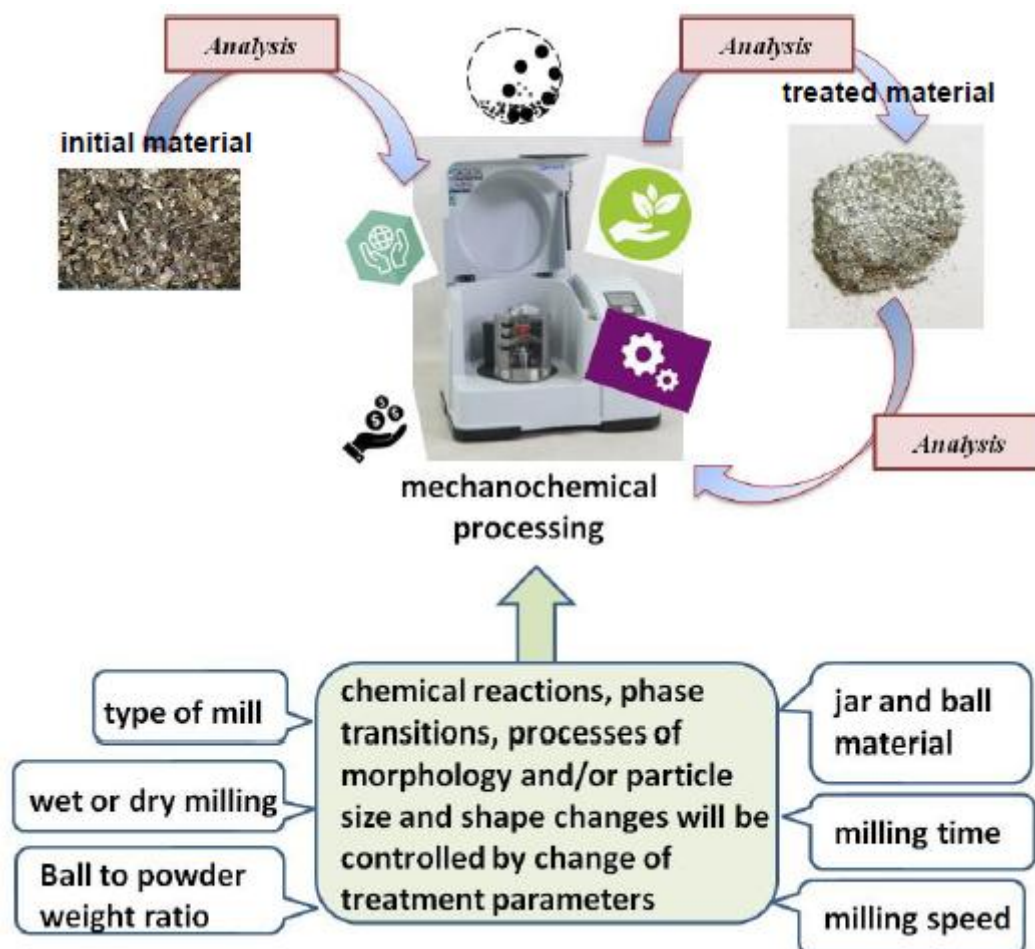 Analysis
Analysis
initial material
treated material
Analysis
mechanochemical
processing
type of mill
wet or dry milling
Ball to powder
weight ratio
chemical reactions, phase
transitions, processes of
morphology and/or particle
size and shape changes will be
controlled by change of
treatment parameters
jar and ball
material
milling time
milling speed